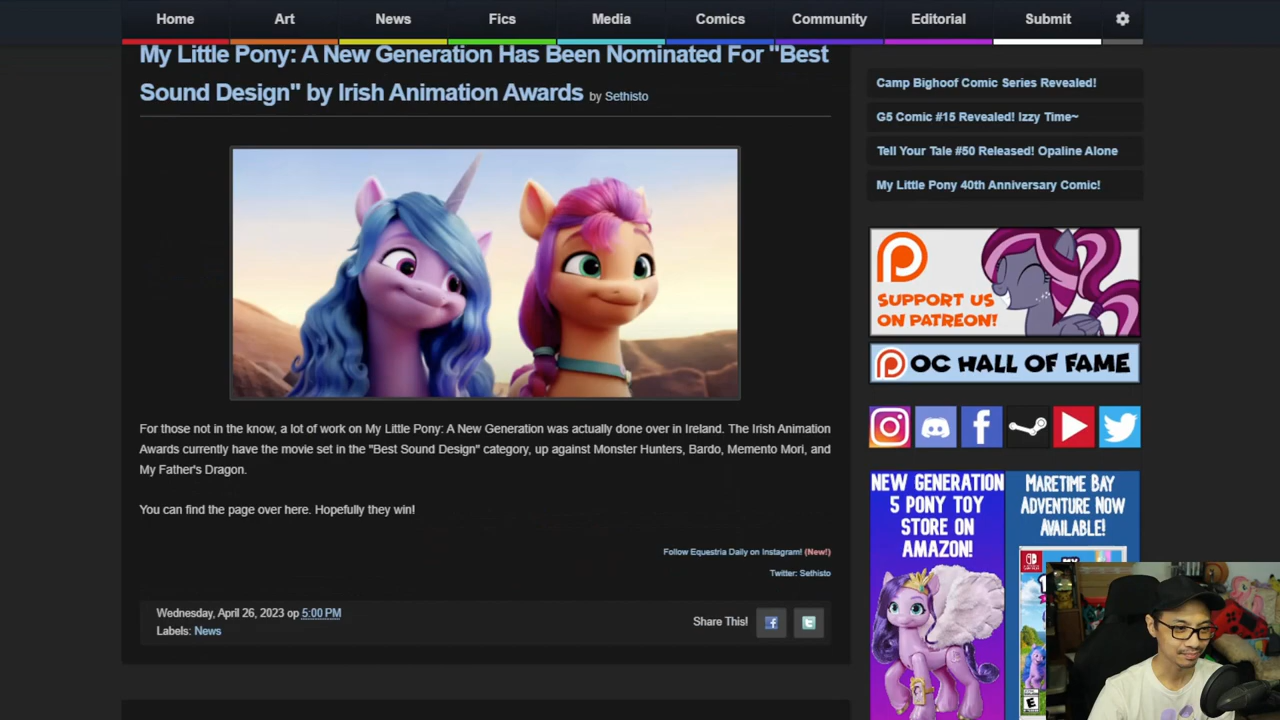 Home Art News Fics Media Comics Community Editorial Submit
My Little Pony: A New Generation Has Been Nominated For "Best
Sound Design" by Irish Animation Awards by Sethisto
For those not in the know, a lot of work on My Little Pony: A New Generation was actually done over in Ireland. The Irish Animation
Awards currently have the movie set in the "Best Sound Design" category, up against Monster Hunters, Bardo, Memento Mori, and
My Father's Dragon.
You can find the page over here. Hopefully they win!
Follow Equestria Daily on Instagram! (New!)
Twitter: Sethisto
Wednesday, April 26, 2023 op 5:00 PM
Labels: News
Share This!
Camp Bighoof Comic Series Revealed!
G5 Comic #15 Revealed! Izzy Time~
Tell Your Tale #50 Released! Opaline Alone
My Little Pony 40th Anniversary Comic!
SUPPORT US
ON PATREON!
OC HALL OF FAME
NEW GENERATION
5 PONY TOY
STORE ON
AMAZON!
MARETIME BAY
ADVENTURE NOW
AVAILABLE!